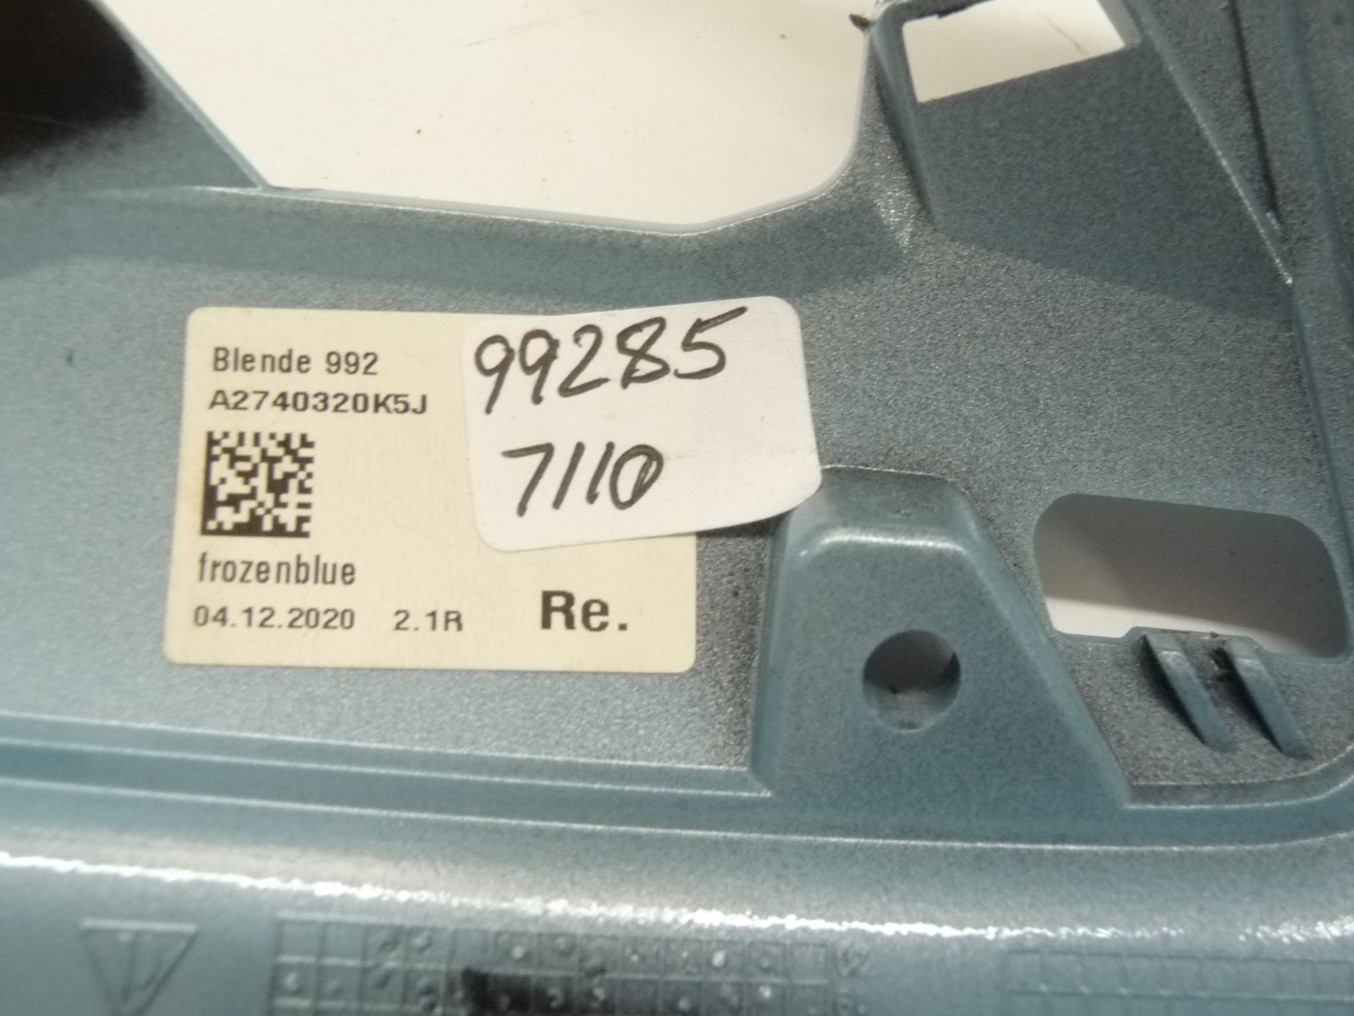 Blende 992
A2740320K5J
99285
7110
frozenblue
04.12.2020 2.1R Re.